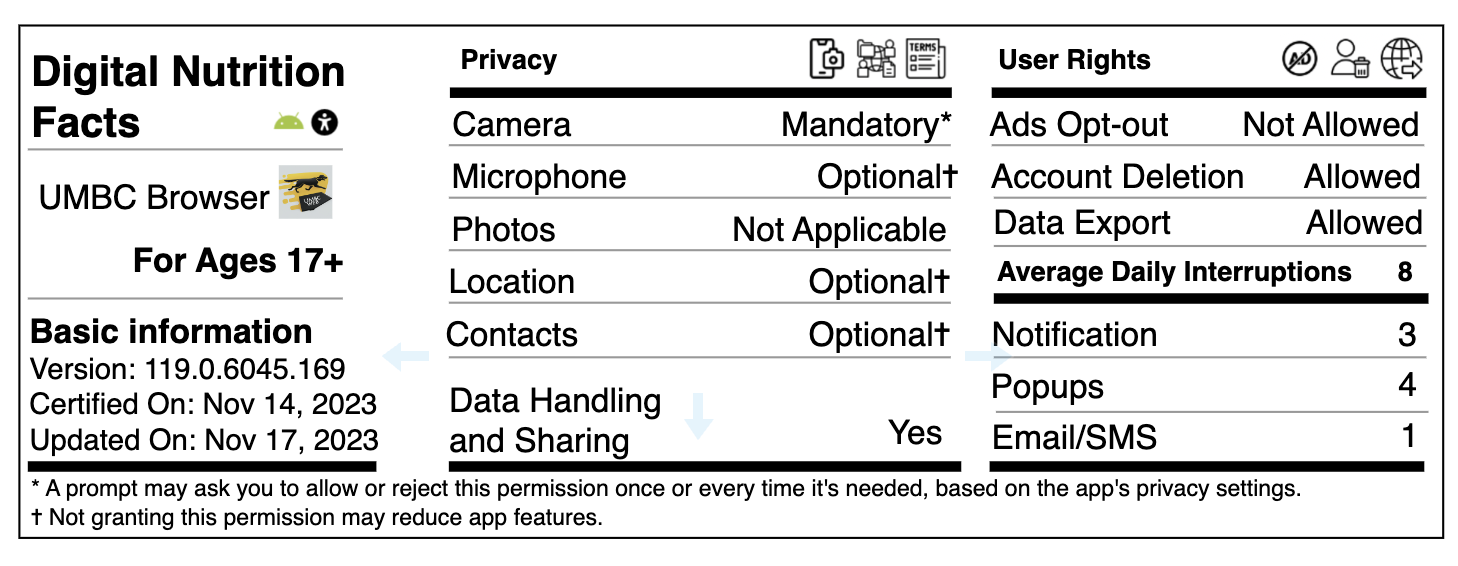 Digital Nutrition
Facts
UMBC Browser
For Ages 17+
Basic information
Version: 119.0.6045.169
Certified On: Nov 14, 2023
Updated On: Nov 17, 2023
Privacy
TERMS
Camera Mandatory*
Microphone Optional†
Photos Not Applicable
Location Optional†
Contacts Optional†
Data Handling
and Sharing Yes
User Rights
AD
Ads Opt-out Not Allowed
Account Deletion Allowed
Data Export Allowed
Average Daily Interruptions 8
Notification 3
Popups 4
Email/SMS 1
* A prompt may ask you to allow or reject this permission once or every time it's needed, based on the app's privacy settings.
† Not granting this permission may reduce app features.